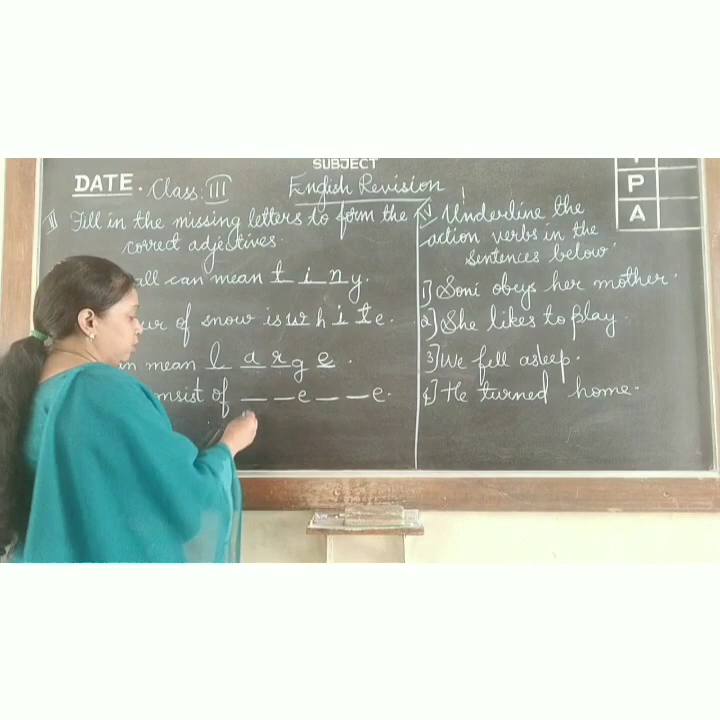 SUBJECT
DATE. Class: III English Revision
II Fill in the missing letters to form the
correct adjectives.
all can mean t i n y.
ur of snow is w h i t e.
n mean l a r g e.
nsist of _ _ e _ _ e.
V Underline the
action verbs in the
sentences below.
1] Soni obeys her mother.
2] She likes to play.
3] We fell asleep.
4] He turned home.
P
A